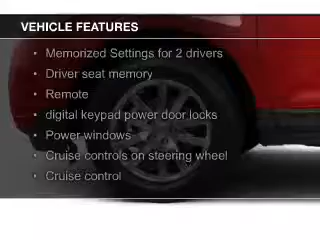 VEHICLE FEATURES
• Memorized Settings for 2 drivers
• Driver seat memory
• Remote
• digital keypad power door locks
• Power windows
• Cruise controls on steering wheel
• Cruise control